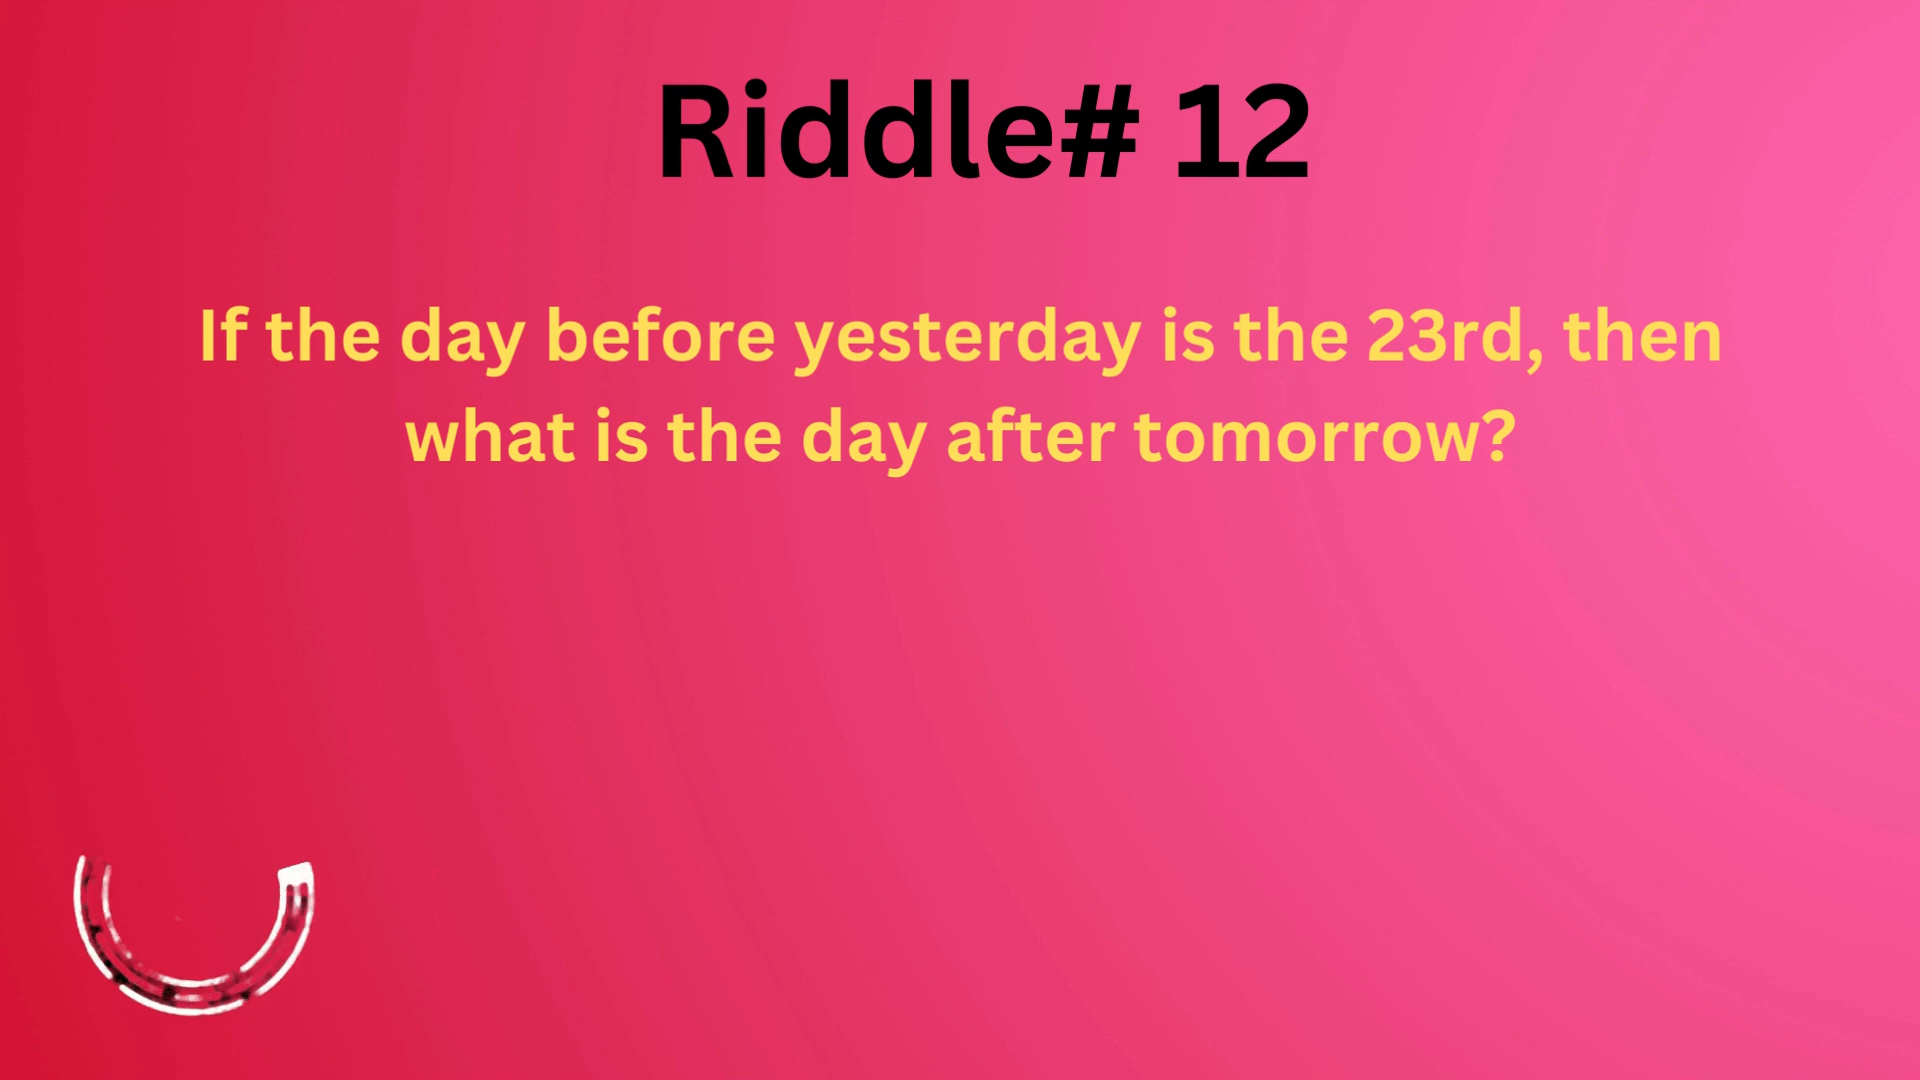 Riddle# 12
If the day before yesterday is the 23rd, then
what is the day after tomorrow?